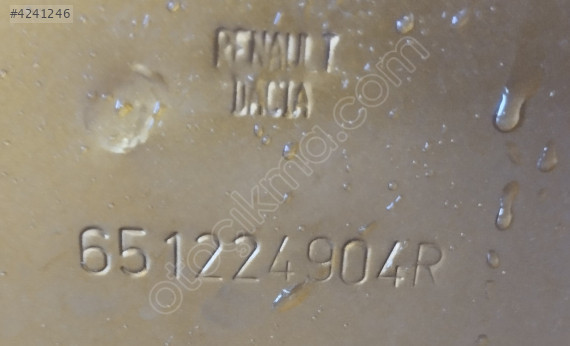 #4241246
RENAULT
DACIA
otocikma.com
651224904R